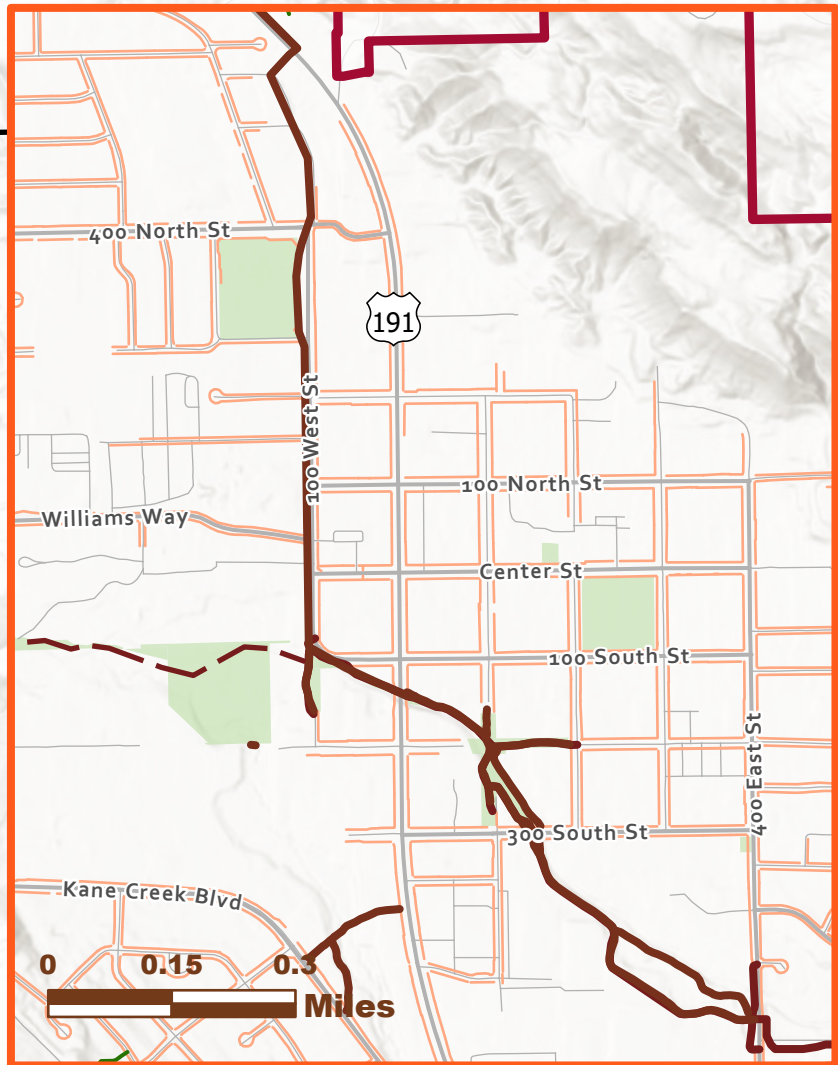 400 North St
191
100 West St
100 North St
Williams Way
Center St
100 South St
400 East St
300 South St
Kane Creek Blvd
0 0.15 0.3
Miles